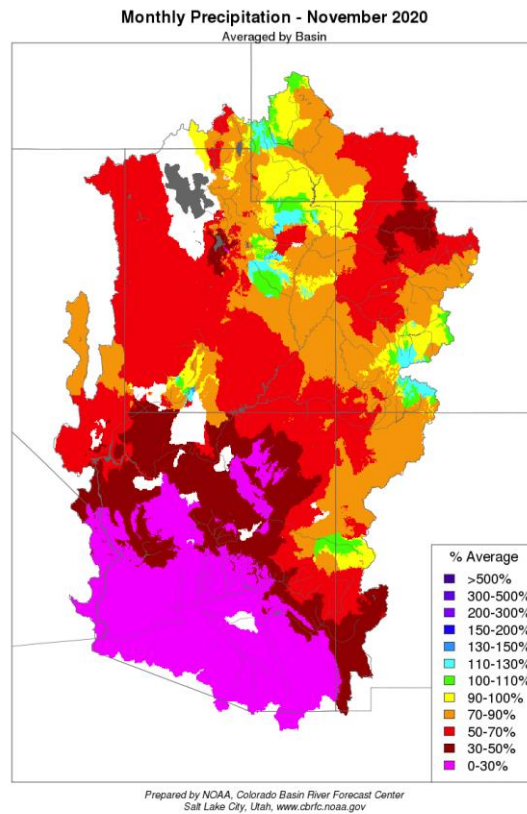 Monthly Precipitation - November 2020
Averaged by Basin
% Average
>500%
300-500%
200-300%
150-200%
130-150%
110-130%
100-110%
90-100%
70-90%
50-70%
30-50%
0-30%
Prepared by NOAA, Colorado Basin River Forecast Center
Salt Lake City, Utah, www.cbrfc.noaa.gov